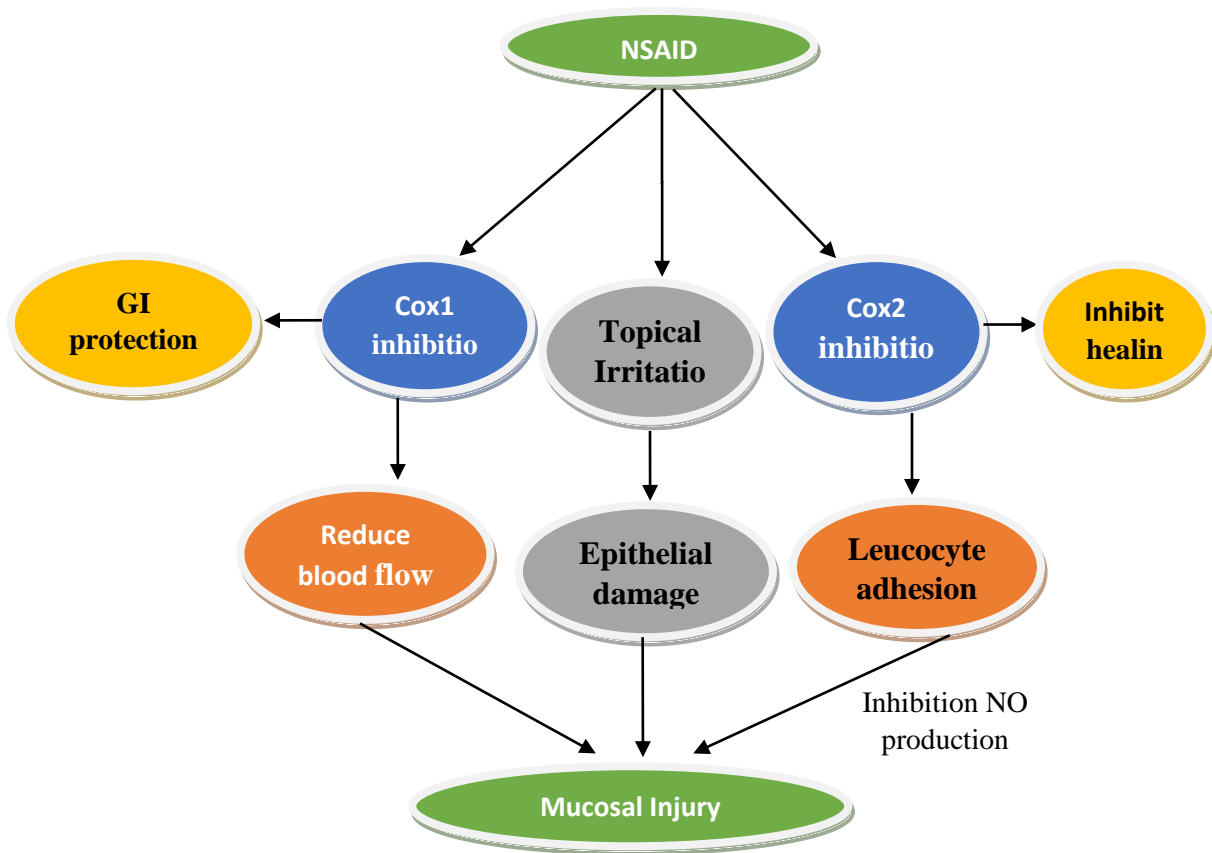 NSAID
GI
protection
Cox1
inhibitio
Topical
Irritatio
Cox2
inhibitio
Inhibit
healin
Reduce
blood flow
Epithelial
damage
Leucocyte
adhesion
Inhibition NO
production
Mucosal Injury